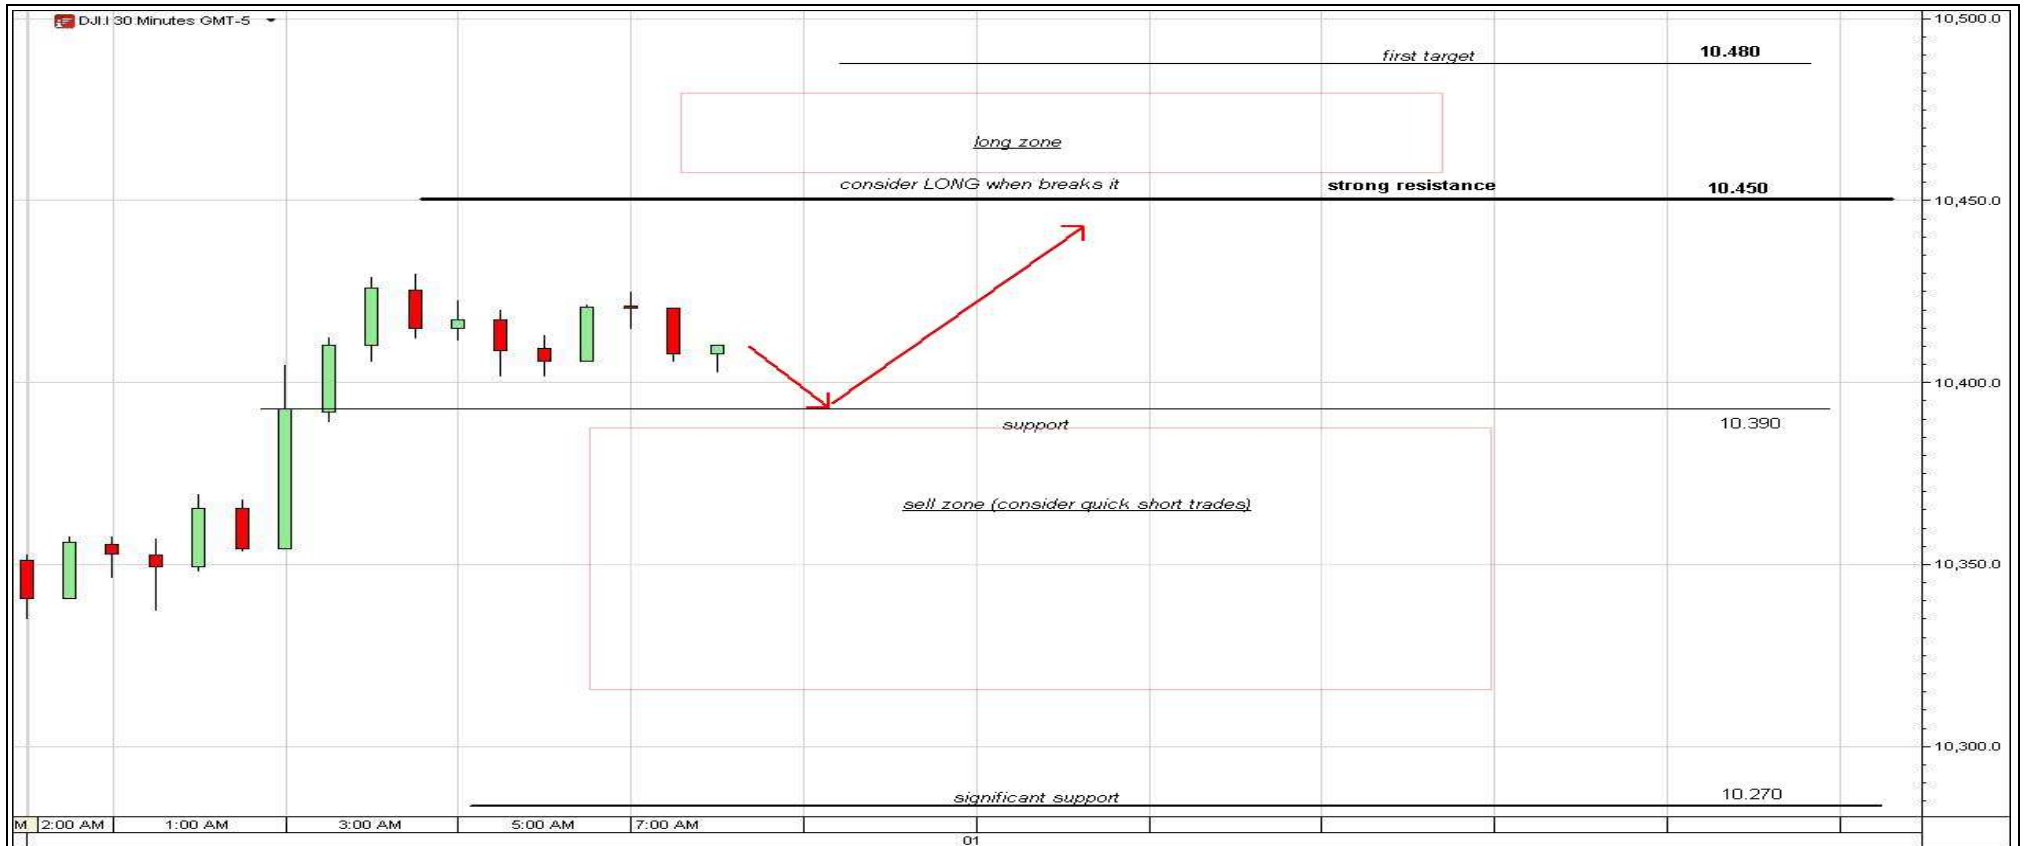 DJI.I 30 Minutes GMT-5
10,500.0
first target 10.480
long zone
consider LONG when breaks it strong resistance 10.450
10,450.0
10,400.0
support 10.390
sell zone (consider quick short trades)
10,350.0
10,300.0
significant support 10.270
M 2:00 AM 1:00 AM 3:00 AM 5:00 AM 7:00 AM
01